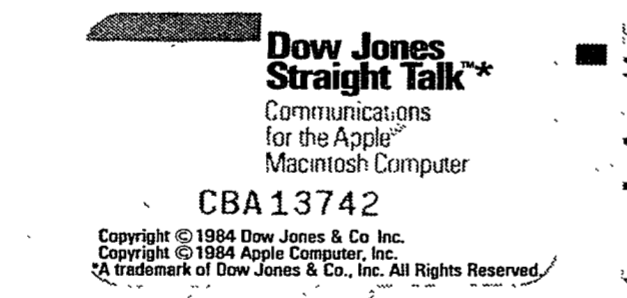 Dow Jones
Straight Talk™*
Communications
for the Apple™
Macintosh Computer
CBA13742
Copyright © 1984 Dow Jones & Co Inc.
Copyright © 1984 Apple Computer, Inc.
*A trademark of Dow Jones & Co., Inc. All Rights Reserved.